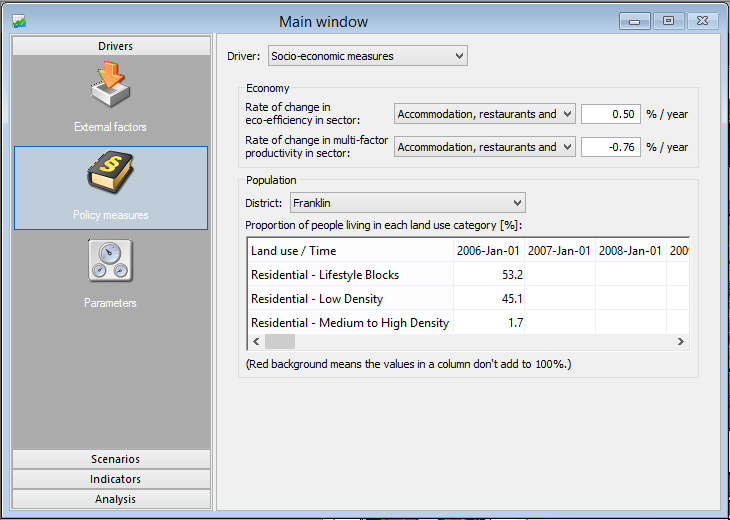 Main window
Drivers
External factors
Policy measures
Parameters
Scenarios
Indicators
Analysis
Driver: Socio-economic measures
Economy
Rate of change in
eco-efficiency in sector: Accommodation, restaurants and 0.50 % / year
Rate of change in multi-factor
productivity in sector: Accommodation, restaurants and -0.76 % / year
Population
District: Franklin
Proportion of people living in each land use category [%]:
Land use / Time 2006-Jan-01 2007-Jan-01 2008-Jan-01 2009
Residential - Lifestyle Blocks 53.2
Residential - Low Density 45.1
Residential - Medium to High Density 1.7
(Red background means the values in a column don't add to 100%.)